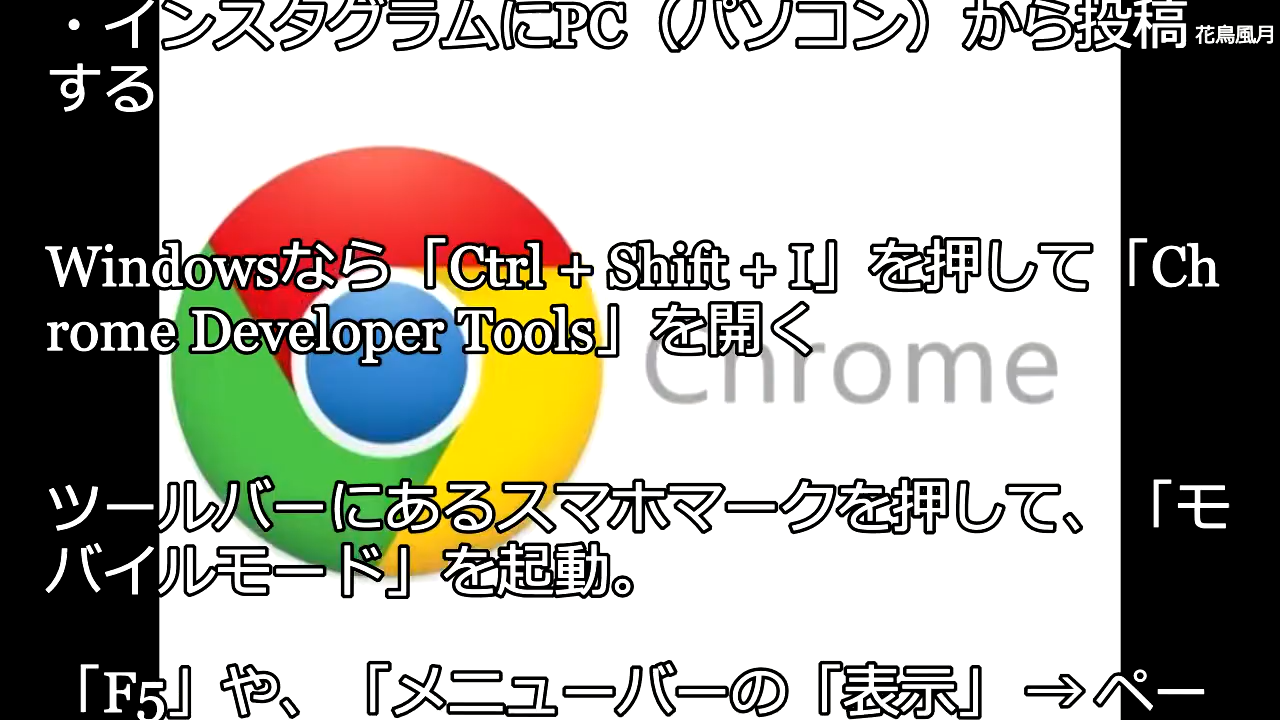 ・インスタグラムにPC（パソコン）から投稿
花鳥風月
する
Windowsなら「Ctrl + Shift + I」を押して「Ch
rome Developer Tools」を開く
Chrome
ツールバーにあるスマホマークを押して、「モ
バイルモード」を起動。
「F5」や、「メニューバーの「表示」→ペー